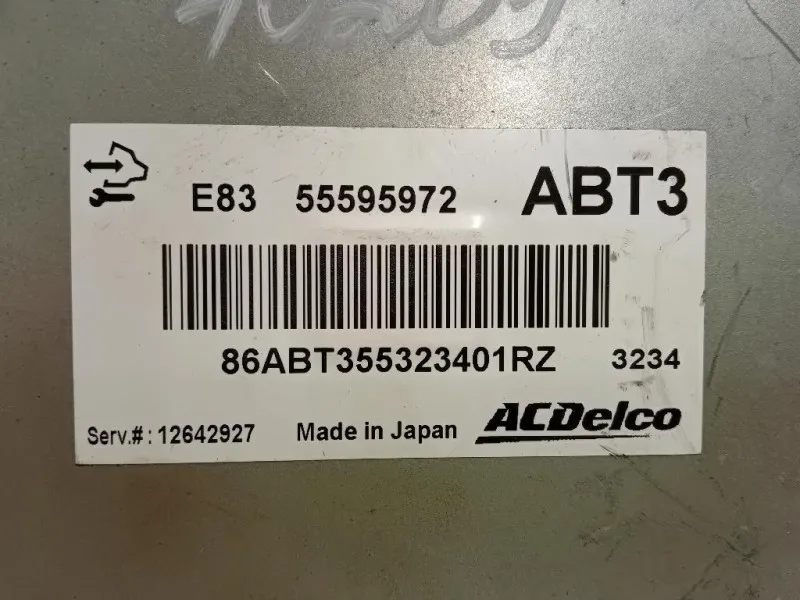 E83 55595972 ABT3
86ABT355323401RZ 3234
Serv.#: 12642927 Made in Japan ACDelco